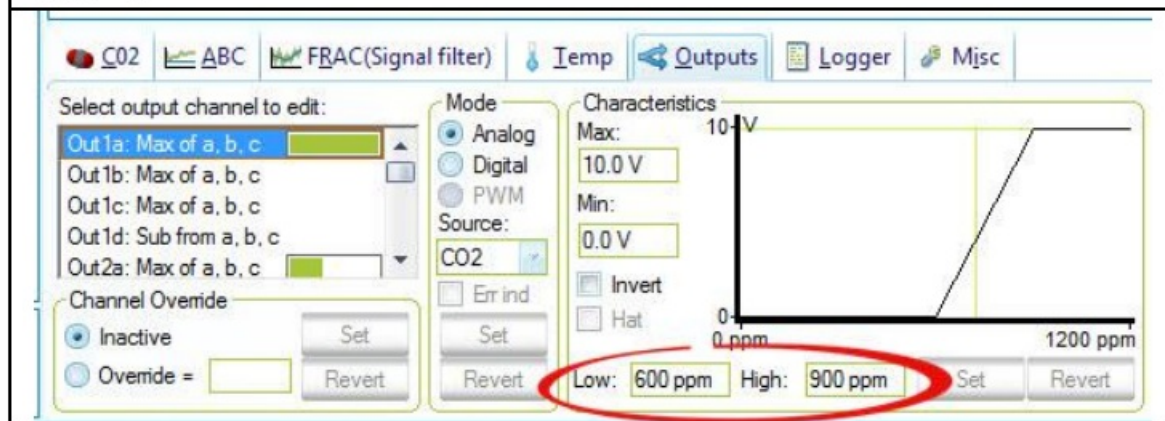 C02 ABC FRAC(Signal filter) Temp Outputs Logger Misc
Select output channel to edit:
Out1a: Max of a, b, c
Out1b: Max of a, b, c
Out1c: Max of a, b, c
Out1d: Sub from a, b, c
Out2a: Max of a, b, c
Channel Override
Inactive
Set
Override =
Revert
Mode
Analog
Digital
PWM
Source:
CO2
Err ind
Set
Revert
Characteristics
Max:
10.0 V
Min:
0.0 V
Invert
Hat
10 V
0
0 ppm 1200 ppm
Low: 600 ppm High: 900 ppm Set Revert